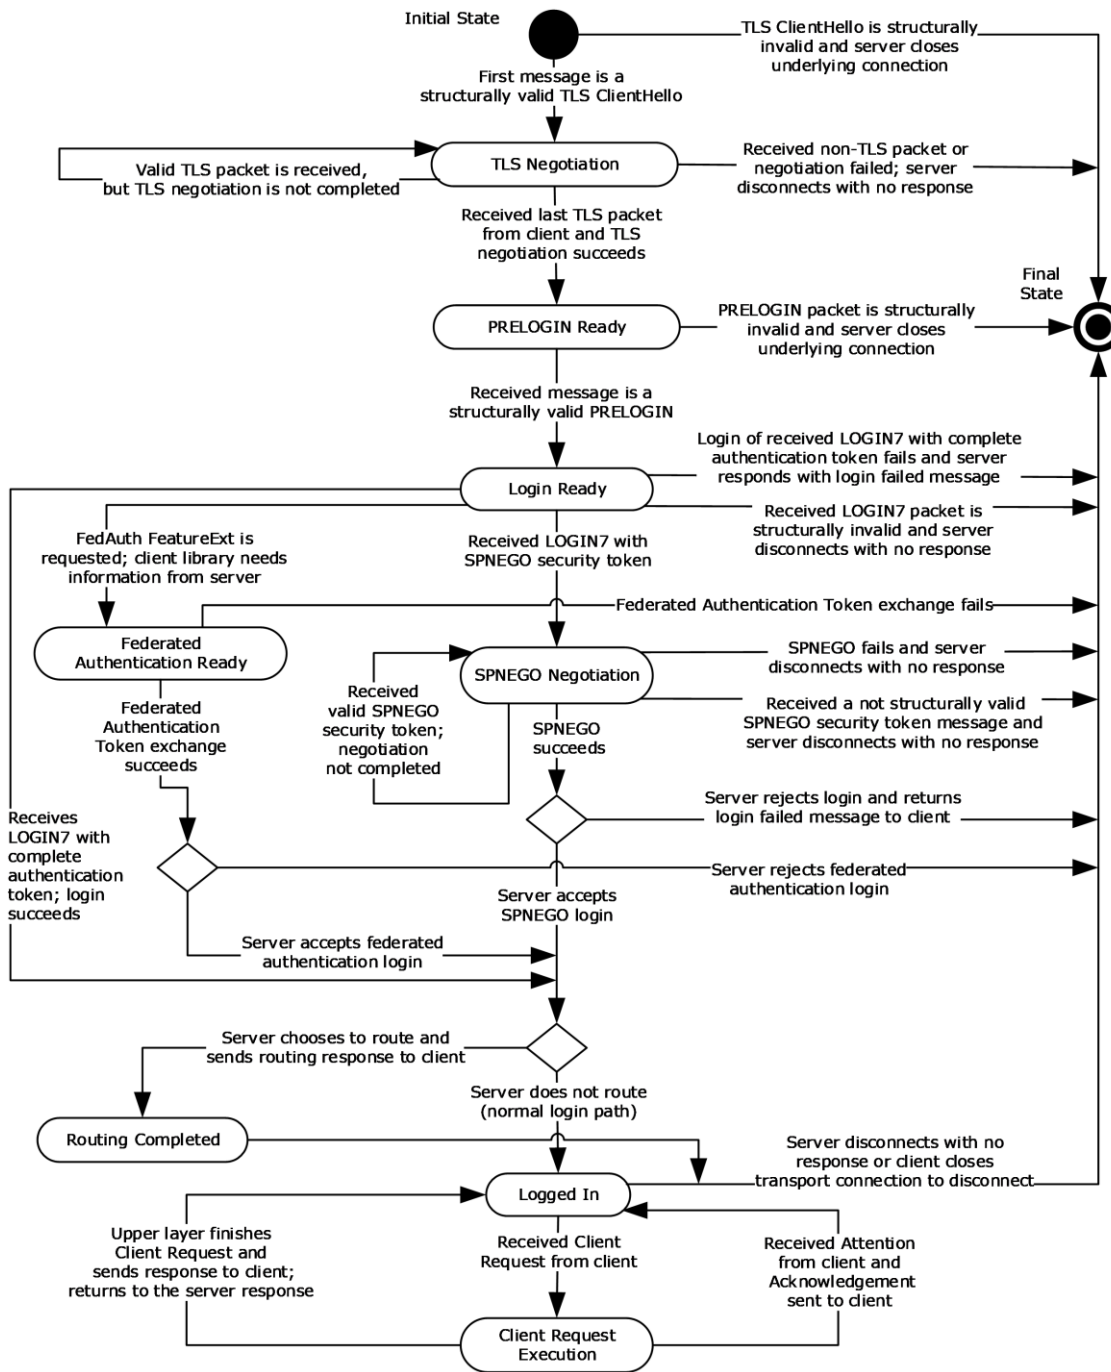 Initial State
TLS ClientHello is structurally
invalid and server closes
underlying connection
First message is a
structurally valid TLS ClientHello
TLS Negotiation
Valid TLS packet is received,
but TLS negotiation is not completed
Received non-TLS packet or
negotiation failed; server
disconnects with no response
Received last TLS packet
from client and TLS
negotiation succeeds
Final
State
PRELOGIN Ready
PRELOGIN packet is structurally
invalid and server closes
underlying connection
Received message is a
structurally valid PRELOGIN
Login of received LOGIN7 with complete
authentication token fails and server
responds with login failed message
Login Ready
Received LOGIN7 packet is
structurally invalid and server
disconnects with no response
FedAuth FeatureExt is
requested; client library needs
information from server
Received LOGIN7 with
SPNEGO security token
Federated Authentication Token exchange fails
Federated
Authentication Ready
SPNEGO Negotiation
SPNEGO fails and server
disconnects with no response
Received
valid SPNEGO
security token;
negotiation
not completed
Received a not structurally valid
SPNEGO security token message and
server disconnects with no response
Federated
Authentication
Token exchange
succeeds
SPNEGO
succeeds
Server rejects login and returns
login failed message to client
Receives
LOGIN7 with
complete
authentication
token; login
succeeds
Server rejects federated
authentication login
Server accepts
SPNEGO login
Server accepts federated
authentication login
Server chooses to route and
sends routing response to client
Server does not route
(normal login path)
Routing Completed
Server disconnects with no
response or client closes
transport connection to disconnect
Logged In
Upper layer finishes
Client Request and
sends response to client;
returns to the server response
Received Client
Request from client
Received Attention
from client and
Acknowledgement
sent to client
Client Request
Execution